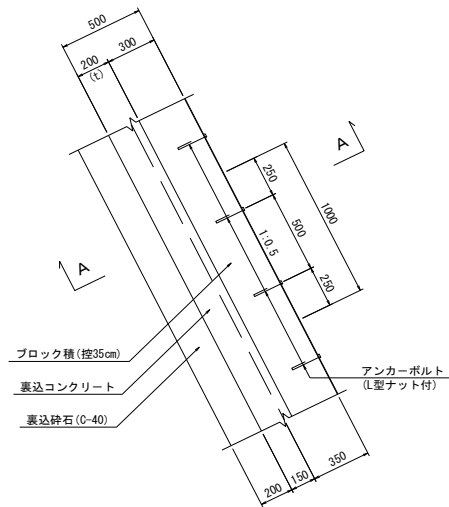 500
200
(t)
300
A
250
1000
500
1:0.5
250
A
ブロック積(控35cm)
裏込コンクリート
裏込砕石(C-40)
アンカーボルト
(L型ナット付)
200
150
350